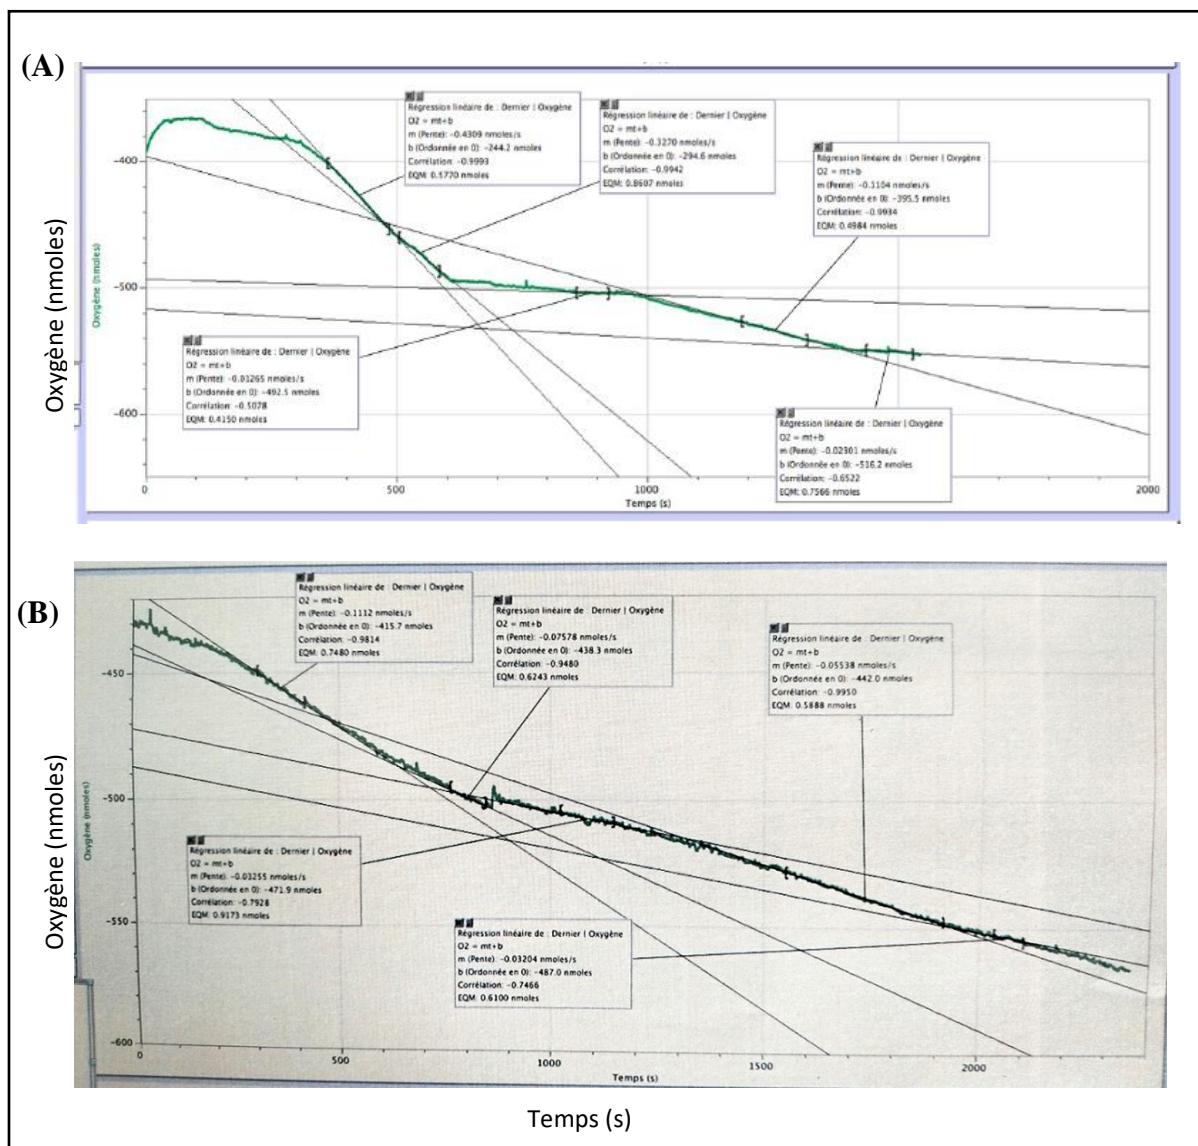 (A)
Oxygène (nmoles)
Oxygène (nmoles)
-400
-500
-600
0
500
1000
2000
Temps (s)
Régression linéaire de : Dernier | Oxygène
O2 = mt+b
m (Pente): -0.4309 nmoles/s
b (Ordonnée en 0): -244.2 nmoles
Corrélation: -0.9993
EQM: 0.5770 nmoles
Régression linéaire de : Dernier | Oxygène
O2 = mt+b
m (Pente): -0.3270 nmoles/s
b (Ordonnée en 0): -294.6 nmoles
Corrélation: -0.9942
EQM: 0.8607 nmoles
Régression linéaire de : Dernier | Oxygène
O2 = mt+b
m (Pente): -0.1104 nmoles/s
b (Ordonnée en 0): -395.5 nmoles
Corrélation: -0.9934
EQM: 0.4984 nmoles
Régression linéaire de : Dernier | Oxygène
O2 = mt+b
m (Pente): -0.01265 nmoles/s
b (Ordonnée en 0): -492.5 nmoles
Corrélation: -0.5078
EQM: 0.4150 nmoles
Régression linéaire de : Dernier | Oxygène
O2 = mt+b
m (Pente): -0.02301 nmoles/s
b (Ordonnée en 0): -516.2 nmoles
Corrélation: -0.6522
EQM: 0.7566 nmoles
(B)
Oxygène (nmoles)
Oxygène (nmoles)
-450
-500
-550
-600
0
500
1000
1500
2000
Temps (s)
Régression linéaire de : Dernier | Oxygène
O2 = mt+b
m (Pente): -0.1112 nmoles/s
b (Ordonnée en 0): -415.7 nmoles
Corrélation: -0.9814
EQM: 0.7480 nmoles
Régression linéaire de : Dernier | Oxygène
O2 = mt+b
m (Pente): -0.07578 nmoles/s
b (Ordonnée en 0): -438.3 nmoles
Corrélation: -0.9480
EQM: 0.6243 nmoles
Régression linéaire de : Dernier | Oxygène
O2 = mt+b
m (Pente): -0.05538 nmoles/s
b (Ordonnée en 0): -442.0 nmoles
Corrélation: -0.9950
EQM: 0.5888 nmoles
Régression linéaire de : Dernier | Oxygène
O2 = mt+b
m (Pente): -0.03255 nmoles/s
b (Ordonnée en 0): -471.9 nmoles
Corrélation: -0.7928
EQM: 0.9173 nmoles
Régression linéaire de : Dernier | Oxygène
O2 = mt+b
m (Pente): -0.03204 nmoles/s
b (Ordonnée en 0): -487.0 nmoles
Corrélation: -0.7466
EQM: 0.6100 nmoles
Temps (s)